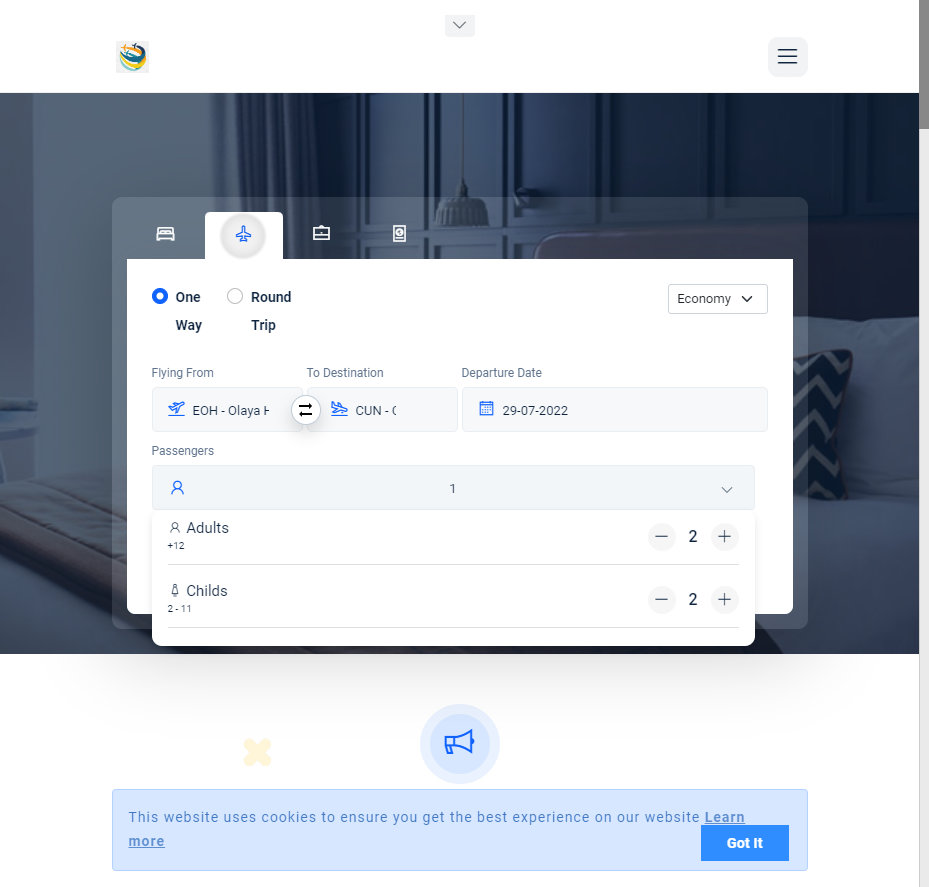 One Way
Round Trip
Economy
Flying From
To Destination
Departure Date
EOH - Olaya
CUN -
29-07-2022
Passengers
1
Adults
+12
2
Childs
2 - 11
2
This website uses cookies to ensure you get the best experience on our website Learn
more
Got It